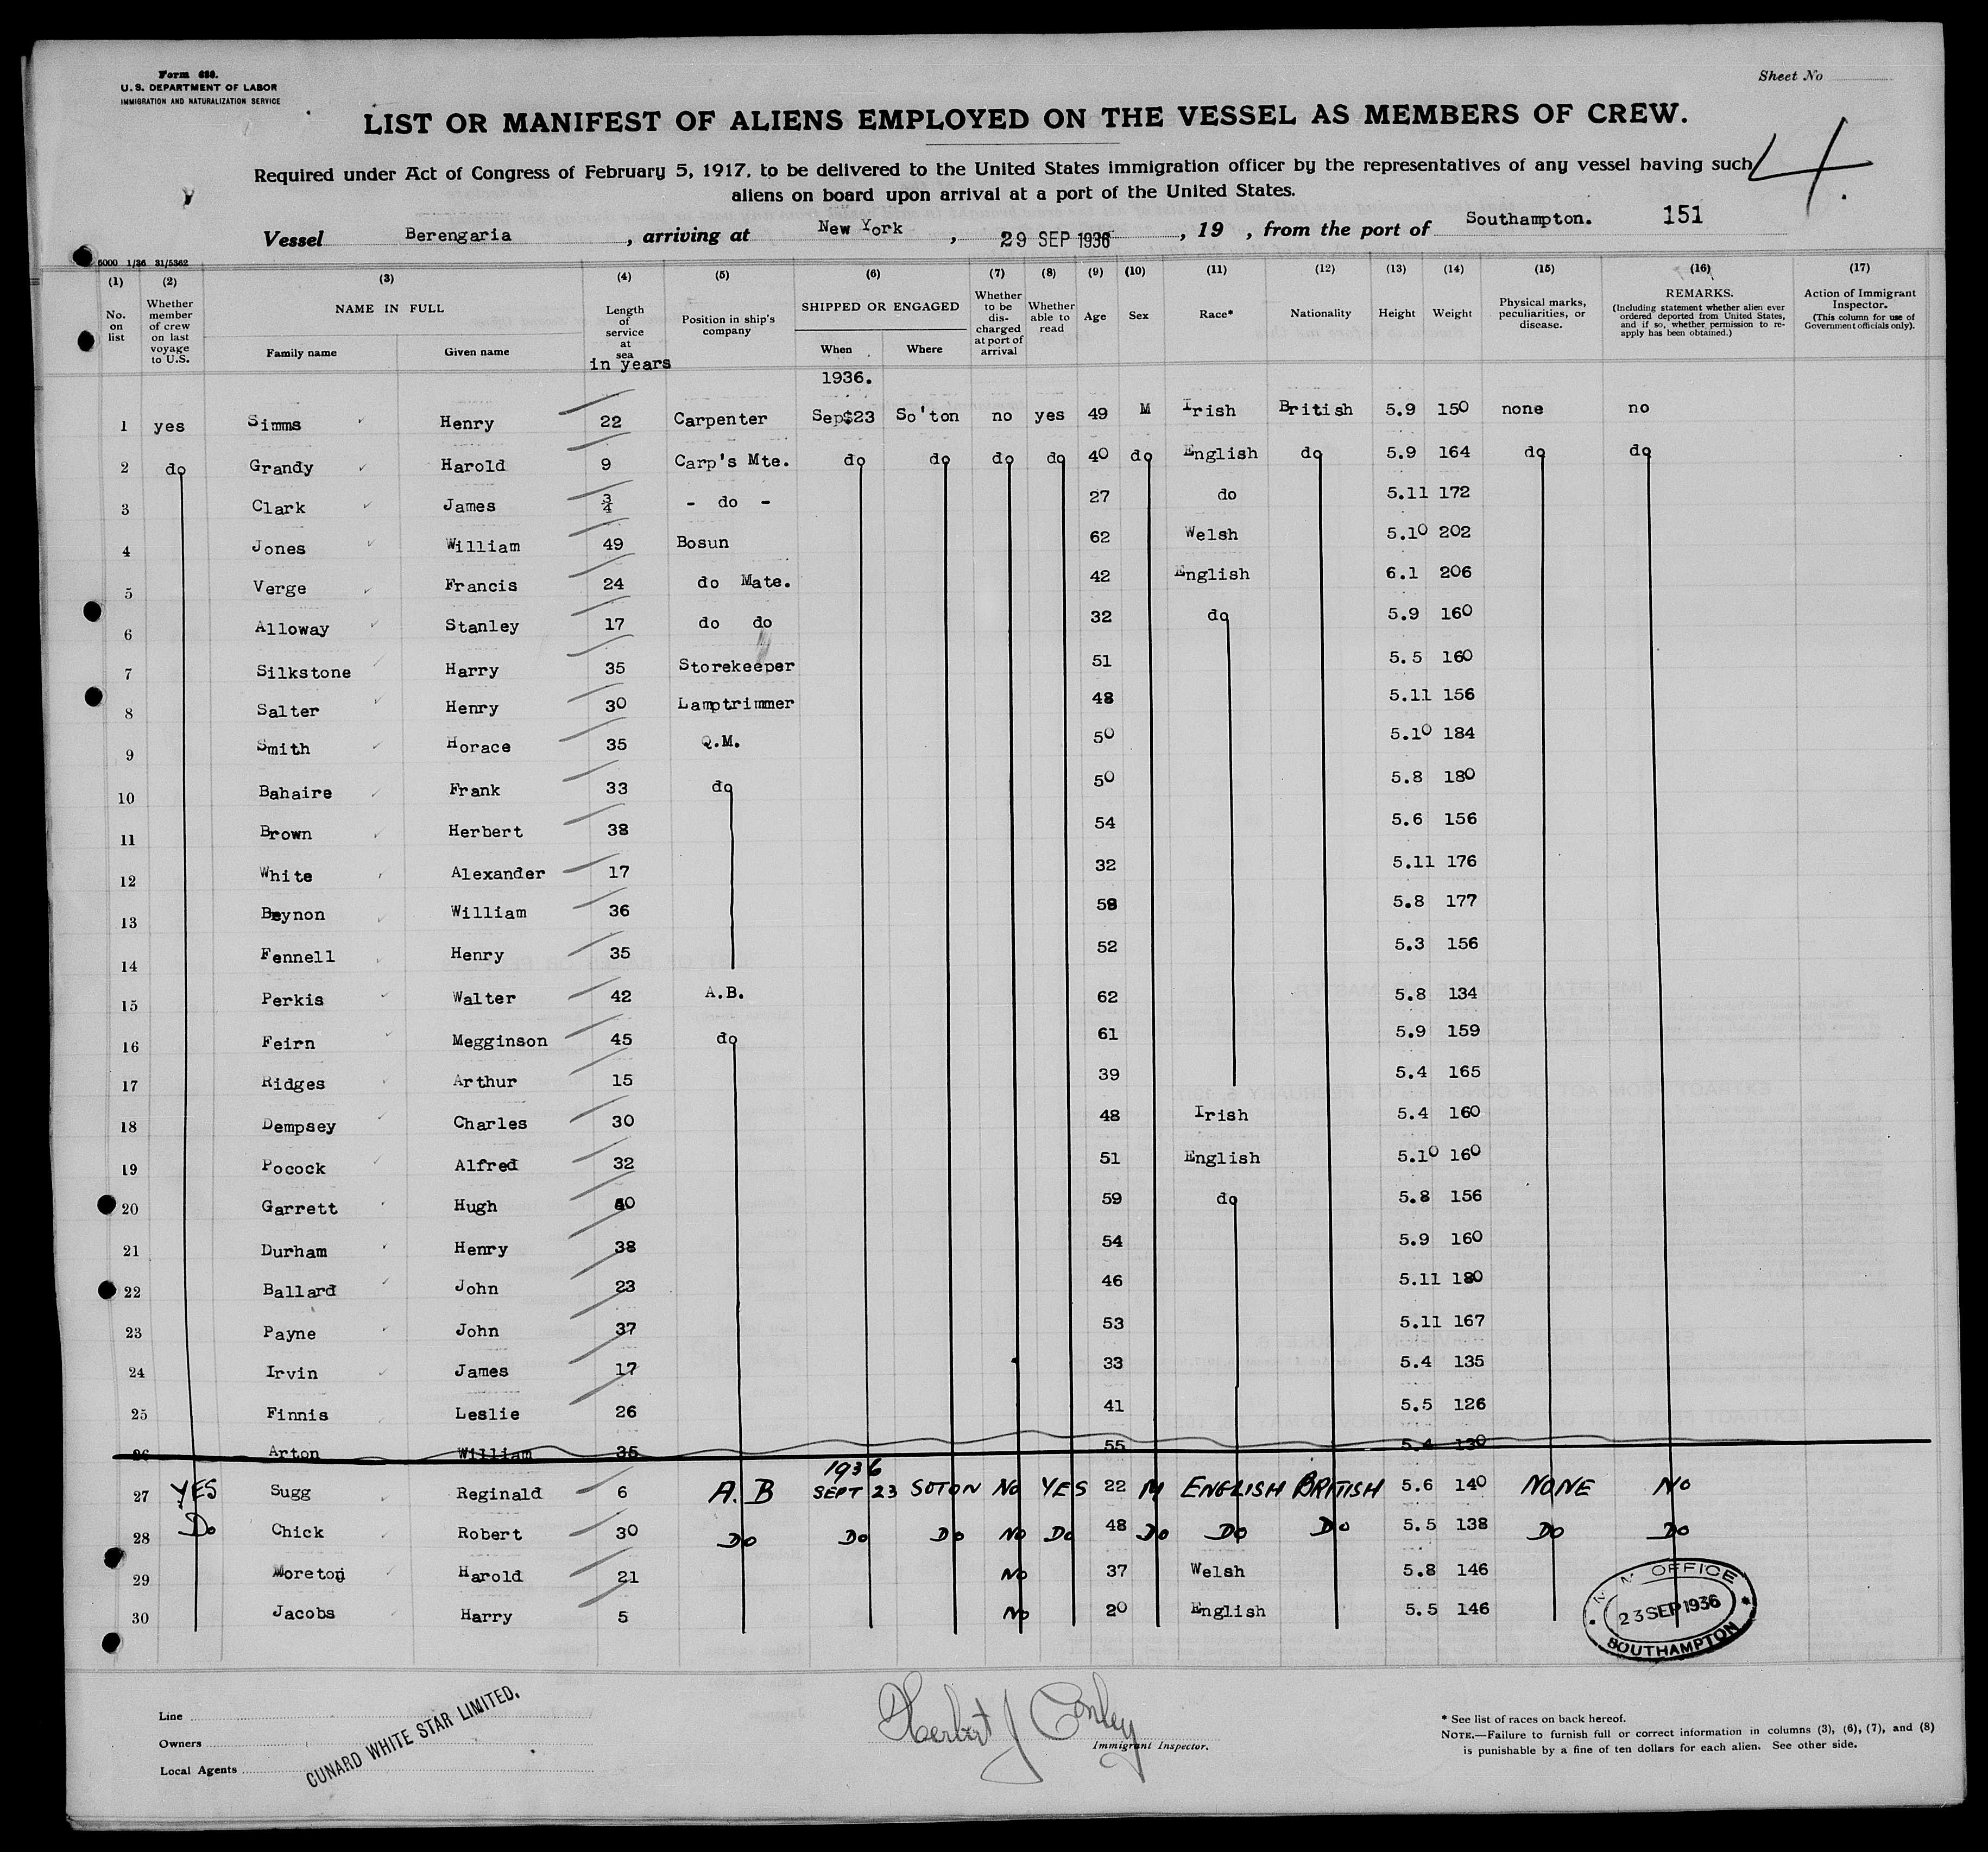 Form 680.
U. S. DEPARTMENT OF LABOR
IMMIGRATION AND NATURALIZATION SERVICE
Sheet No
LIST OR MANIFEST OF ALIENS EMPLOYED ON THE VESSEL AS MEMBERS OF CREW.
4.
Required under Act of Congress of February 5, 1917, to be delivered to the United States immigration officer by the representatives of any vessel having such
aliens on board upon arrival at a port of the United States.
Vessel Berengaria , arriving at New York , 29 SEP 1936 , 19 , from the port of Southampton. 151
6000 1/36 31/5362
(1) (2) (3) (4) (5) (6) (7) (8) (9) (10) (11) (12) (13) (14) (15) (16) (17)
No. on list Whether member of crew on last voyage to U.S. NAME IN FULL Family name Given name Length of service at sea in years Position in ship's company SHIPPED OR ENGAGED When Where Whether to be discharged at port of arrival Whether able to read Age Sex Race* Nationality Height Weight Physical marks, peculiarities, or disease. REMARKS. (Including statement whether alien ever ordered deported from United States, and if so, whether permission to reapply has been obtained.) Action of Immigrant Inspector. (This column for use of Government officials only).
1936.
1 yes Simms Henry 22 Carpenter Sep$23 So'ton no yes 49 M Irish British 5.9 150 none no
2 do Grandy Harold 9 Carp's Mte. do do do do 40 do English do 5.9 164 do do
3 Clark James 3/4 - do - 27 do 5.11 172
4 Jones William 49 Bosun 62 Welsh 5.10 202
5 Verge Francis 24 do Mate. 42 English 6.1 206
6 Alloway Stanley 17 do do 32 do 5.9 160
7 Silkstone Harry 35 Storekeeper 51 5.5 160
8 Salter Henry 30 Lamptrimmer 48 5.11 156
9 Smith Horace 35 Q.M. 50 5.10 184
10 Bahaire Frank 33 do 50 5.8 180
11 Brown Herbert 38 54 5.6 156
12 White Alexander 17 32 5.11 176
13 Beynon William 36 5.8 177
14 Fennell Henry 35 52 5.3 156
15 Perkis Walter 42 A.B. 62 5.8 134
16 Feirn Megginson 45 do 61 5.9 159
17 Ridges Arthur 15 39 5.4 165
18 Dempsey Charles 30 48 Irish 5.4 160
19 Pocock Alfred 32 51 English 5.10 160
20 Garrett Hugh 59 do 5.8 156
21 Durham Henry 38 54 5.9 160
22 Ballard John 23 46 5.11 180
23 Payne John 37 53 5.11 167
24 Irvin James 17 33 5.4 135
25 Finnis Leslie 26 41 5.5 126
26 Arton William 35 55 5.4 130
27 YES Sugg Reginald 6 A.B 1936 SEPT 23 SOTON NO YES 22 M ENGLISH BRITISH 5.6 140 NONE NO
28 Do Chick Robert 30 Do Do Do No Do 48 Do Do Do 5.5 138 Do Do
29 Moreton Harold 21 No 37 Welsh 5.8 146
30 Jacobs Harry 5 No 20 English 5.5 146
OFFICE
23 SEP 1936
SOUTHAMPTON
Line
Owners
Local Agents
CUNARD WHITE STAR LIMITED.
Herbert J Conley
Immigrant Inspector.
* See list of races on back hereof.
NOTE.—Failure to furnish full or correct information in columns (3), (6), (7), and (8)
is punishable by a fine of ten dollars for each alien. See other side.